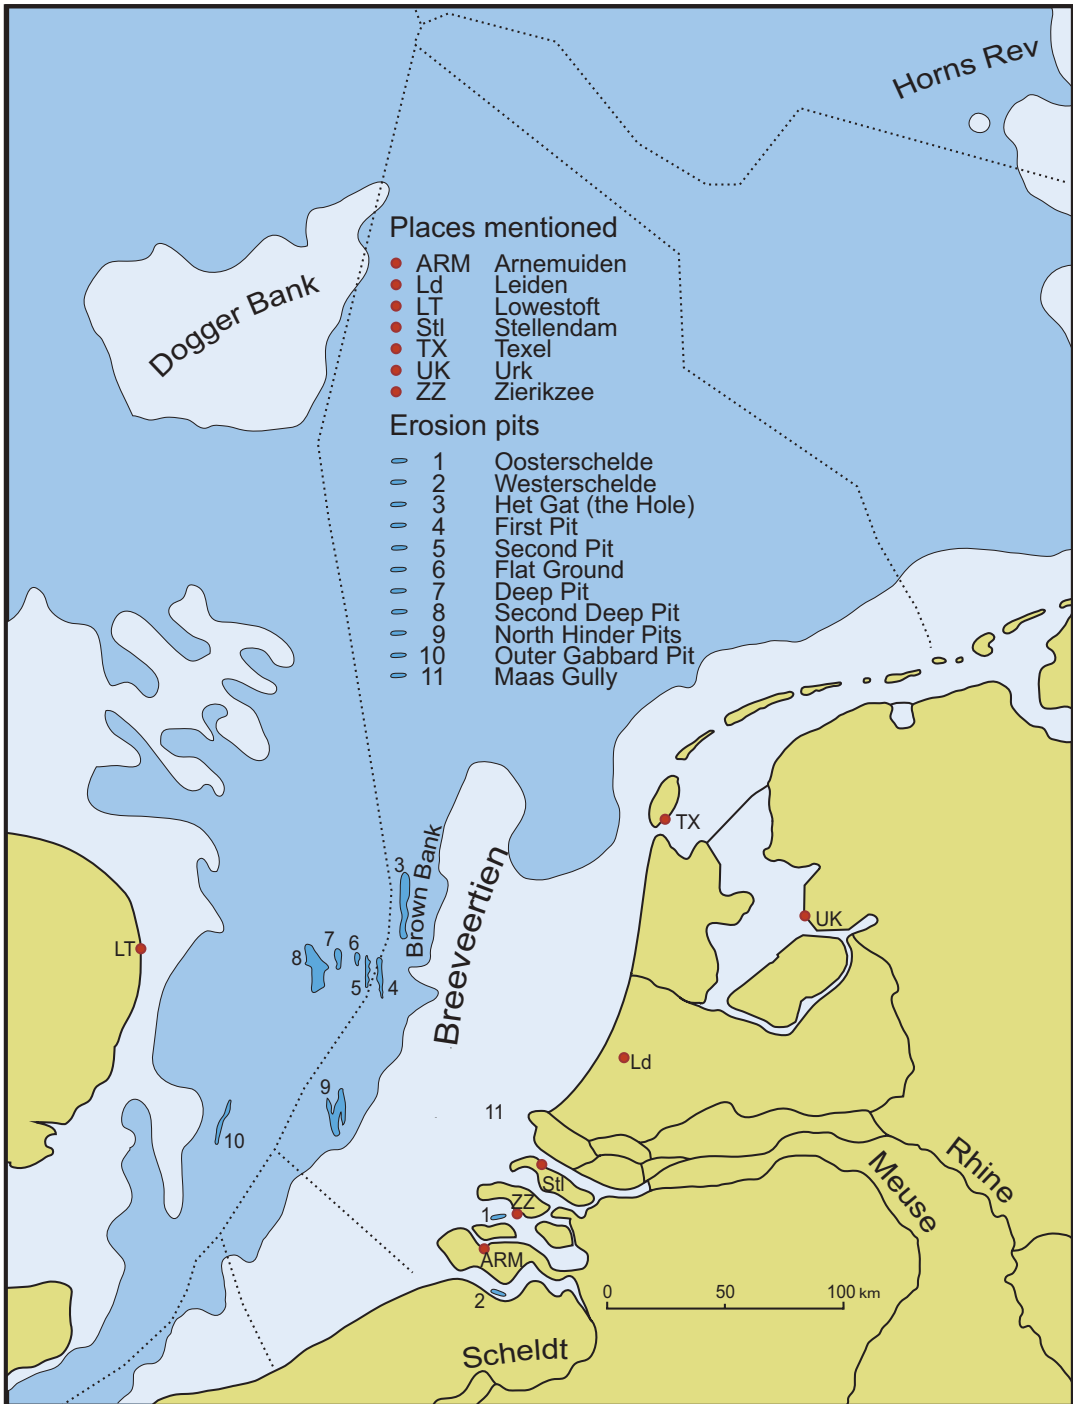 Horns Rev
Dogger Bank
Places mentioned
ARM Arnemuiden
Ld Leiden
LT Lowestoft
Stl Stellendam
TX Texel
UK Urk
ZZ Zierikzee
Erosion pits
1 Oosterschelde
2 Westerschelde
3 Het Gat (the Hole)
4 First Pit
5 Second Pit
6 Flat Ground
7 Deep Pit
8 Second Deep Pit
9 North Hinder Pits
10 Outer Gabbard Pit
11 Maas Gully
TX
3
Brown Bank
Breeveertien
UK
LT
7
6
8
5
4
Ld
9
10
11
Rhine
Meuse
Stl
ZZ
1
ARM
2
0 50 100 km
Scheldt